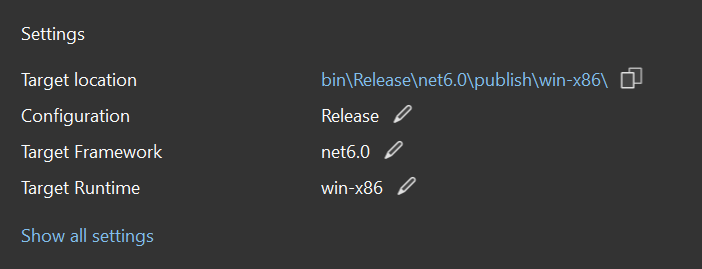 Settings
Target location bin\Release\net6.0\publish\win-x86\
Configuration Release
Target Framework net6.0
Target Runtime win-x86
Show all settings